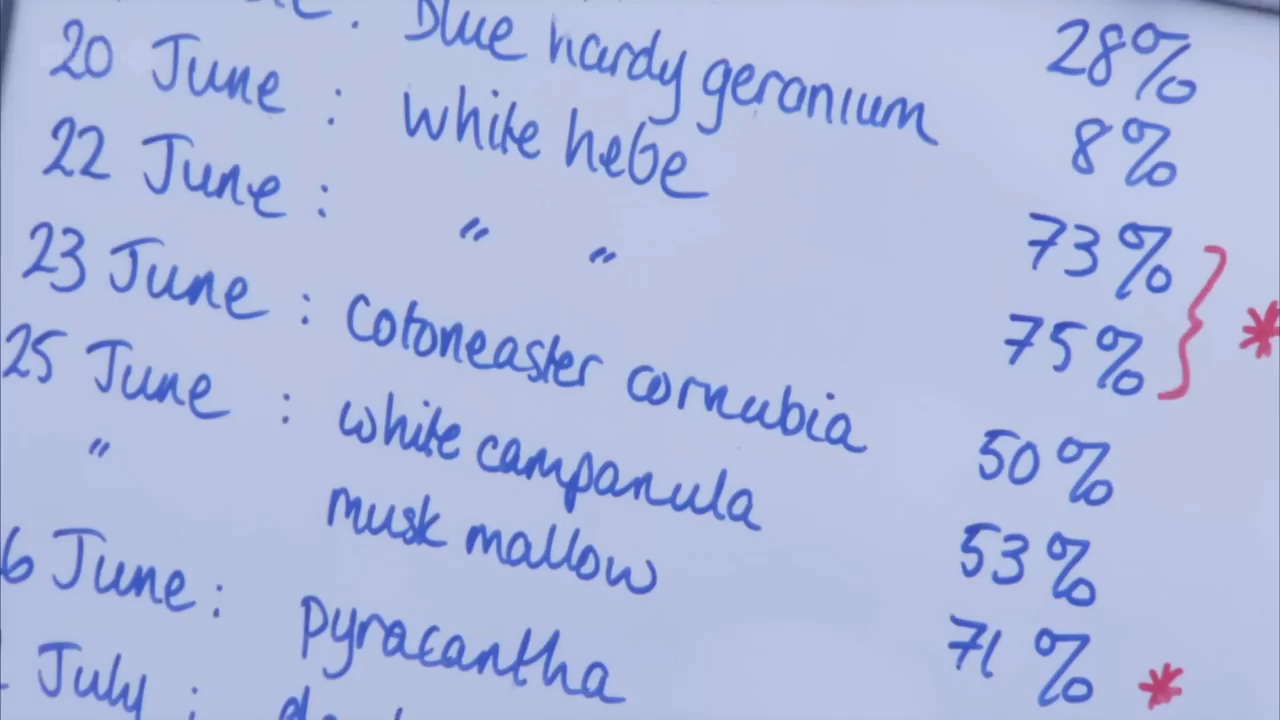 28%
: Blue hardy geranium 8%
20 June : white hebe 73% } *
22 June : " " 75%
23 June : cotoneaster cornubia 50%
25 June : white campanula 53%
" musk mallow 71% *
6 June : pyracantha
July :